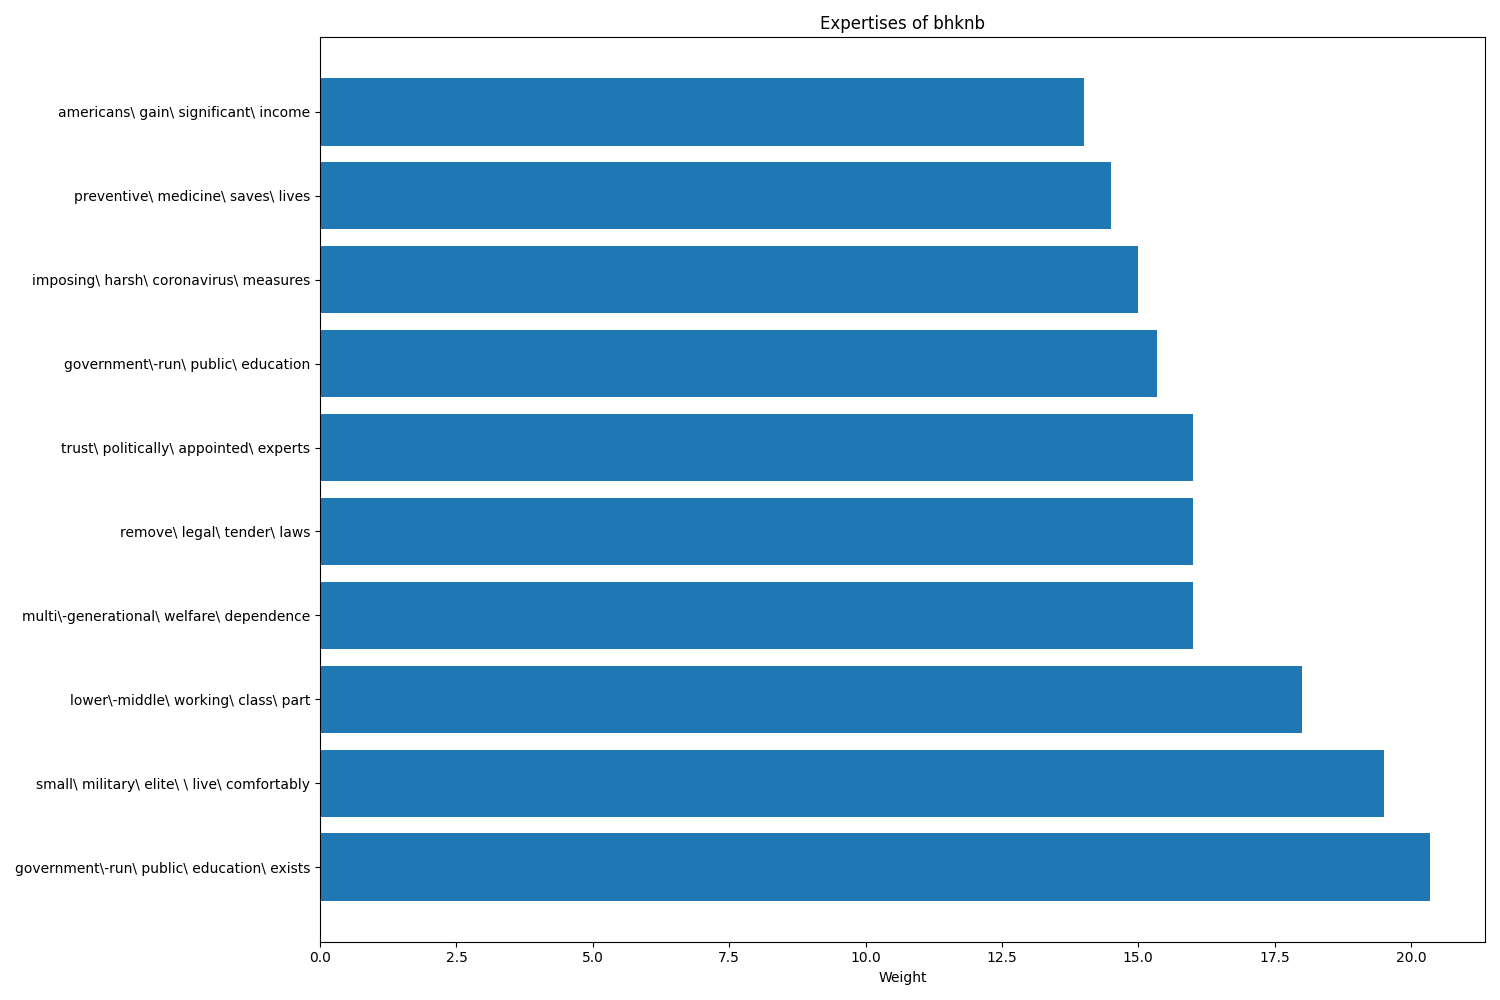 Expertises of bhknb
americans\ gain\ significant\ income
preventive\ medicine\ saves\ lives
imposing\ harsh\ coronavirus\ measures
government\-run\ public\ education
trust\ politically\ appointed\ experts
remove\ legal\ tender\ laws
multi\-generational\ welfare\ dependence
lower\-middle\ working\ class\ part
small\ military\ elite\ \ live\ comfortably
government\-run\ public\ education\ exists
0.0 2.5 5.0 7.5 10.0 12.5 15.0 17.5 20.0
Weight